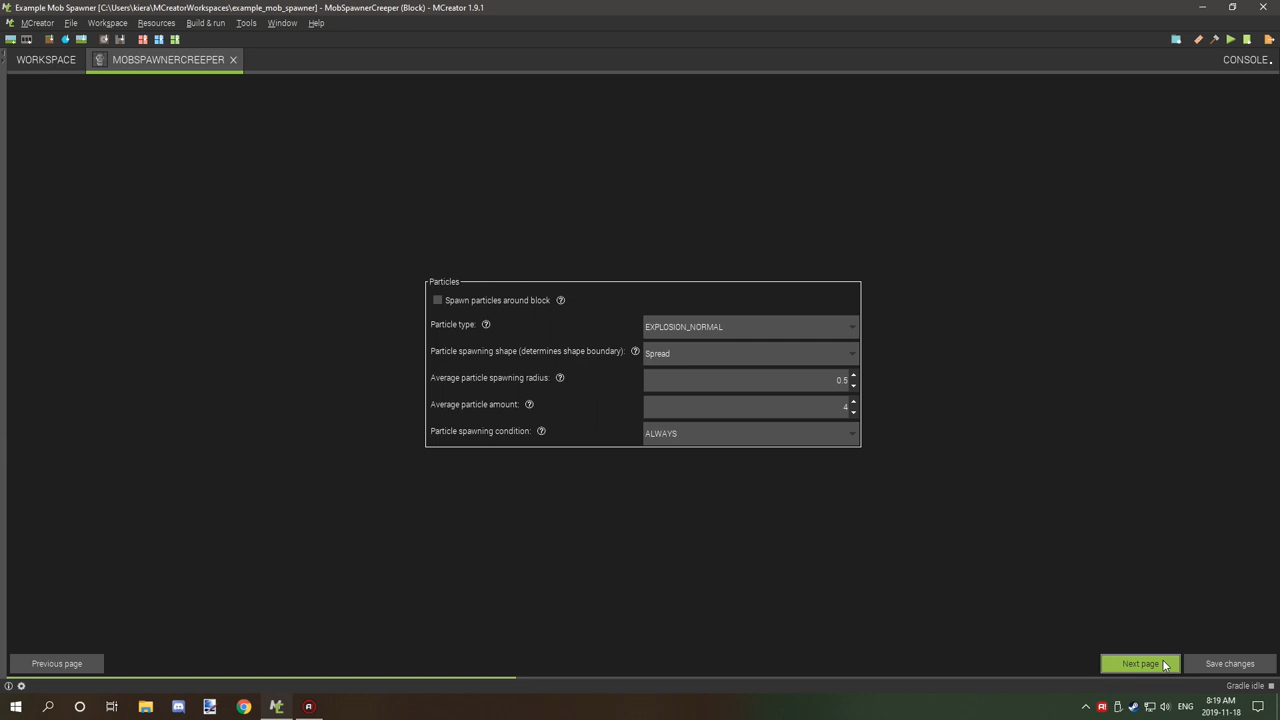 Example Mob Spawner [C:\Users\kiera\MCreatorWorkspaces\example_mob_spawner] - MobSpawnerCreeper (Block) - MCreator 1.9.1
MCreator File Workspace Resources Build & run Tools Window Help
WORKSPACE MOBSPAWNERCREEPER CONSOLE
Particles
Spawn particles around block
Particle type: EXPLOSION_NORMAL
Particle spawning shape (determines shape boundary): Spread
Average particle spawning radius: 0.5
Average particle amount: 4
Particle spawning condition: ALWAYS
Previous page Next page Save changes
Gradle idle
ENG 8:19 AM
2019-11-18